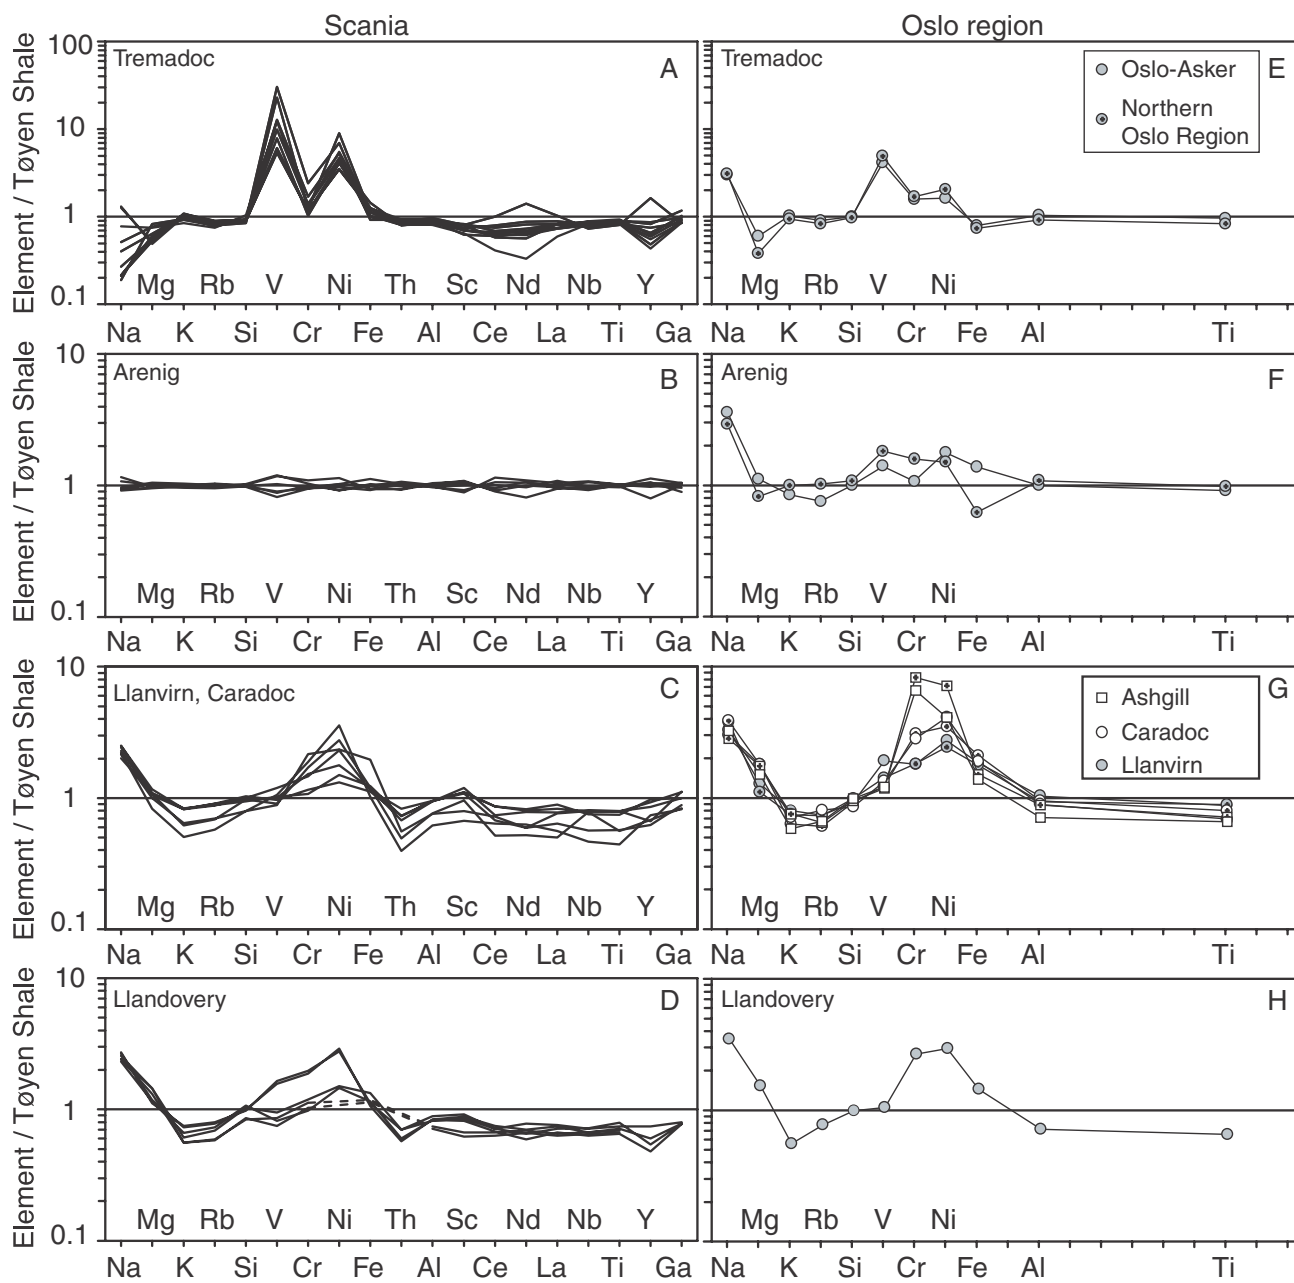 Scania
Oslo region
Element / Tøyen Shale
100
10
1
0.1
Tremadoc
A
Mg Rb V Ni Th Sc Nd Nb Y
Na K Si Cr Fe Al Ce La Ti Ga
Tremadoc
E
Oslo-Asker
Northern
Oslo Region
Mg Rb V Ni
Na K Si Cr Fe Al Ti
Element / Tøyen Shale
10
1
0.1
Arenig
B
Mg Rb V Ni Th Sc Nd Nb Y
Na K Si Cr Fe Al Ce La Ti Ga
Arenig
F
Mg Rb V Ni
Na K Si Cr Fe Al Ti
Element / Tøyen Shale
10
1
0.1
Llanvirn, Caradoc
C
Mg Rb V Ni Th Sc Nd Nb Y
Na K Si Cr Fe Al Ce La Ti Ga
G
Ashgill
Caradoc
Llanvirn
Mg Rb V Ni
Na K Si Cr Fe Al Ti
Element / Tøyen Shale
10
1
0.1
Llandovery
D
Mg Rb V Ni Th Sc Nd Nb Y
Na K Si Cr Fe Al Ce La Ti Ga
Llandovery
H
Mg Rb V Ni
Na K Si Cr Fe Al Ti